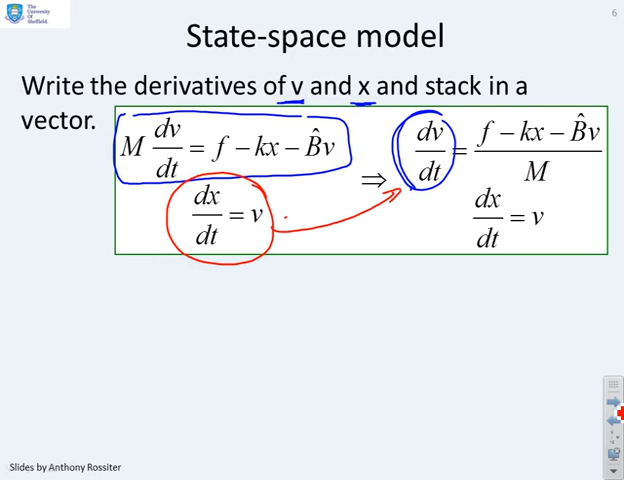 The
University
Of
Sheffield.
6
State-space model
Write the derivatives of v and x and stack in a
vector.
M dv/dt = f − kx − B̂v ⇒ dv/dt = (f − kx − B̂v)/M
dx/dt = v dx/dt = v
Slides by Anthony Rossiter